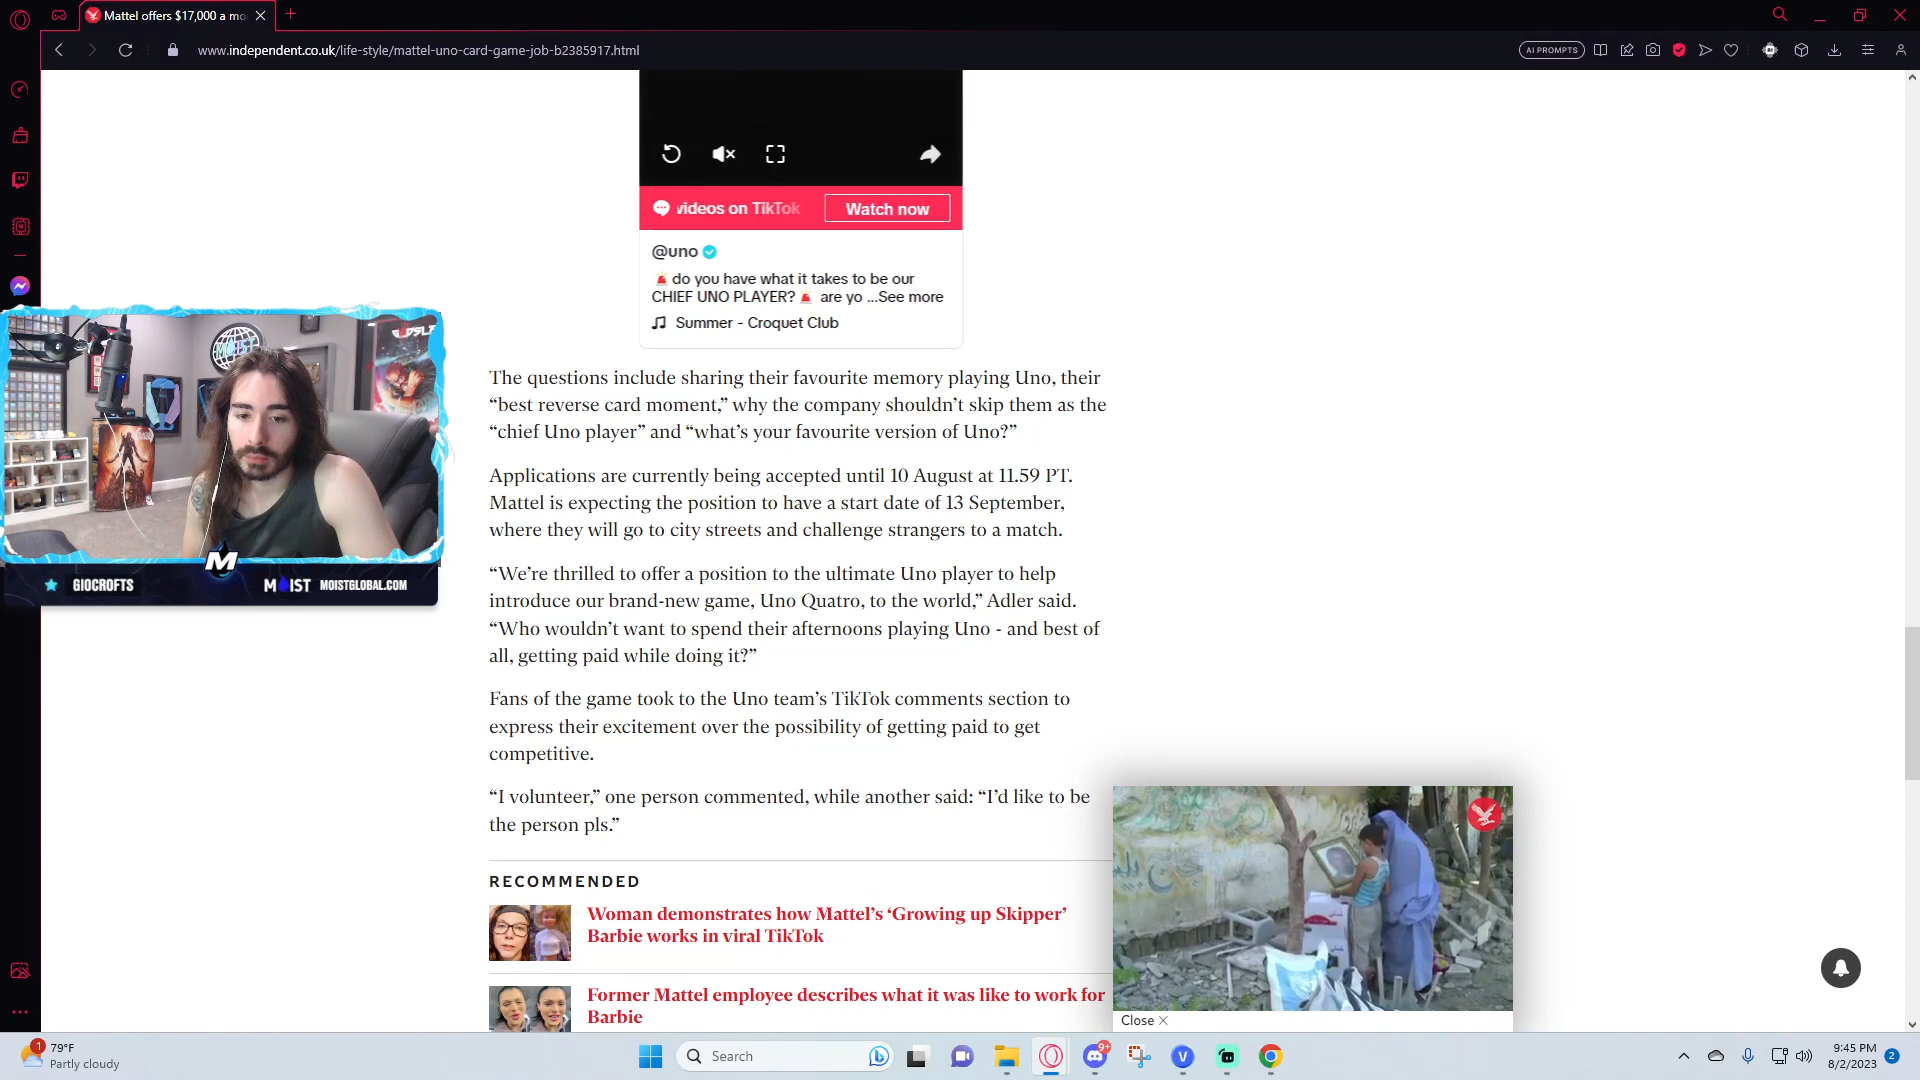 Mattel offers $17,000 a mo
www.independent.co.uk/life-style/mattel-uno-card-game-job-b2385917.html
AI PROMPTS
videos on TikTok
Watch now
@uno
🚨do you have what it takes to be our
CHIEF UNO PLAYER?🚨 are yo ...See more
Summer - Croquet Club
MOIST
The questions include sharing their favourite memory playing Uno, their
“best reverse card moment,” why the company shouldn’t skip them as the
“chief Uno player” and “what’s your favourite version of Uno?”
Applications are currently being accepted until 10 August at 11.59 PT.
Mattel is expecting the position to have a start date of 13 September,
where they will go to city streets and challenge strangers to a match.
M
GIOCROFTS
MOIST MOISTGLOBAL.COM
“We’re thrilled to offer a position to the ultimate Uno player to help
introduce our brand-new game, Uno Quatro, to the world,” Adler said.
“Who wouldn’t want to spend their afternoons playing Uno - and best of
all, getting paid while doing it?”
Fans of the game took to the Uno team’s TikTok comments section to
express their excitement over the possibility of getting paid to get
competitive.
“I volunteer,” one person commented, while another said: “I’d like to be
the person pls.”
RECOMMENDED
Woman demonstrates how Mattel’s ‘Growing up Skipper’
Barbie works in viral TikTok
Former Mattel employee describes what it was like to work for
Barbie
Close ×
1
79°F
Partly cloudy
Search
9+
V
9:45 PM
8/2/2023
2